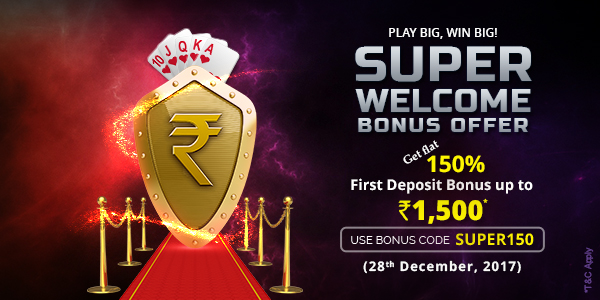 10 J Q K A
₹
PLAY BIG, WIN BIG!
SUPER
WELCOME
BONUS OFFER
Get flat
150%
First Deposit Bonus up to
₹1,500*
USE BONUS CODE SUPER150
(28th December, 2017)
*T&C Apply